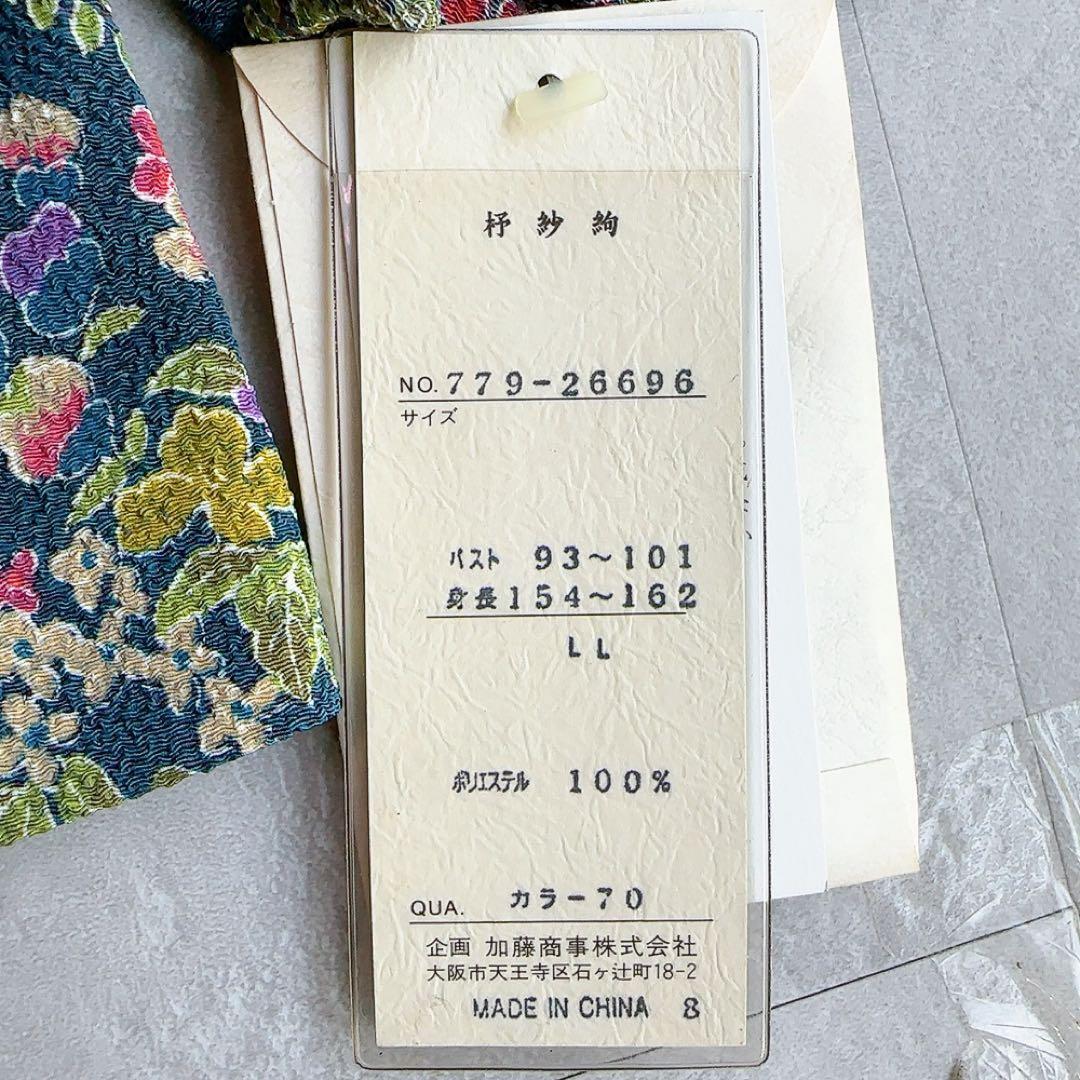 杼紗絢
NO. 779-26696
サイズ
バスト 93～101
身長 154～162
LL
ポリエステル 100%
QUA. カラー70
企画 加藤商事株式会社
大阪市天王寺区石ヶ辻町18-2
MADE IN CHINA 8